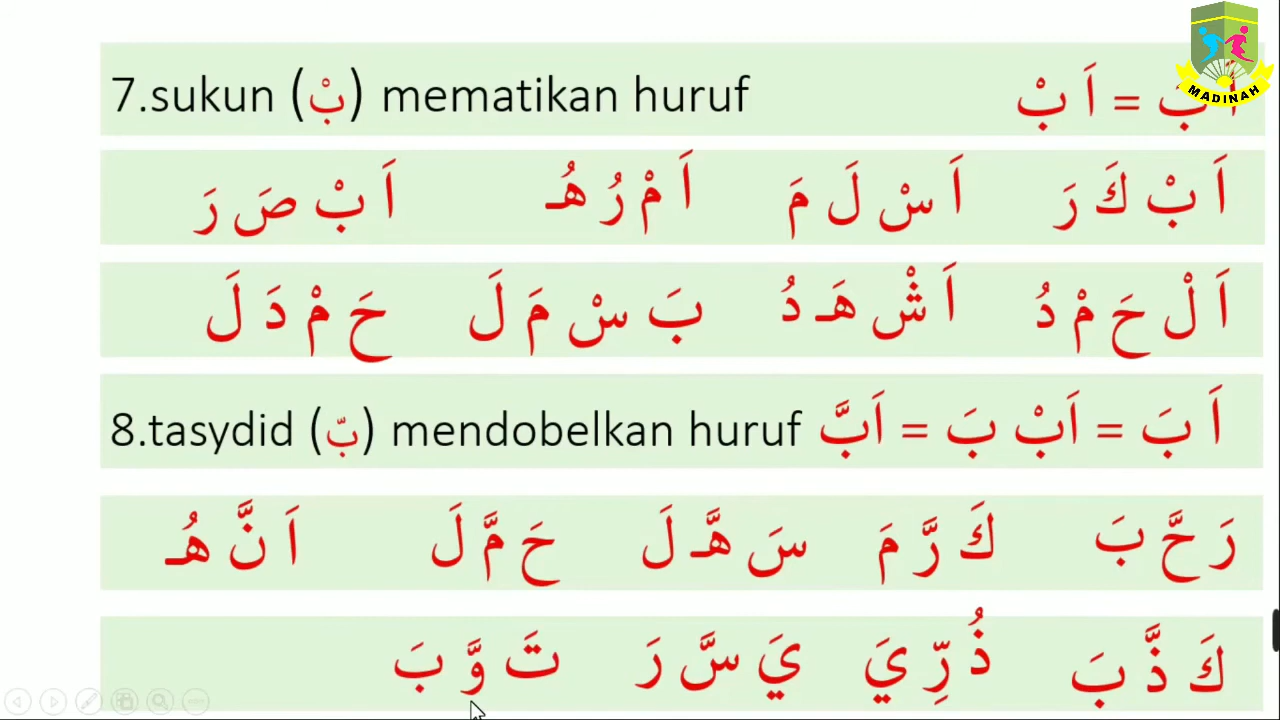 MADINAH
7.sukun (بْ) mematikan huruf اَ بْ = اَ بْ
اَ بْ كَ رَ اَ سْ لَ مَ اَ مْ رُ هُـ اَ بْ صَ رَ
اَ لْ حَ مْ دُ اَ شْ هَـ دُ بَ سْ مَ لَ حَ مْ دَ لَ
8.tasydid (بّ) mendobelkan huruf اَ بَ = اَبْ بَ = اَبَّ
رَ حَّ بَ كَ رَّ مَ سَ هَّـ لَ حَ مَّ لَ اَ نَّ هُـ
كَ ذَّ بَ ذُ رِّ يَ يَ سَّ رَ تَ وَّ بَ